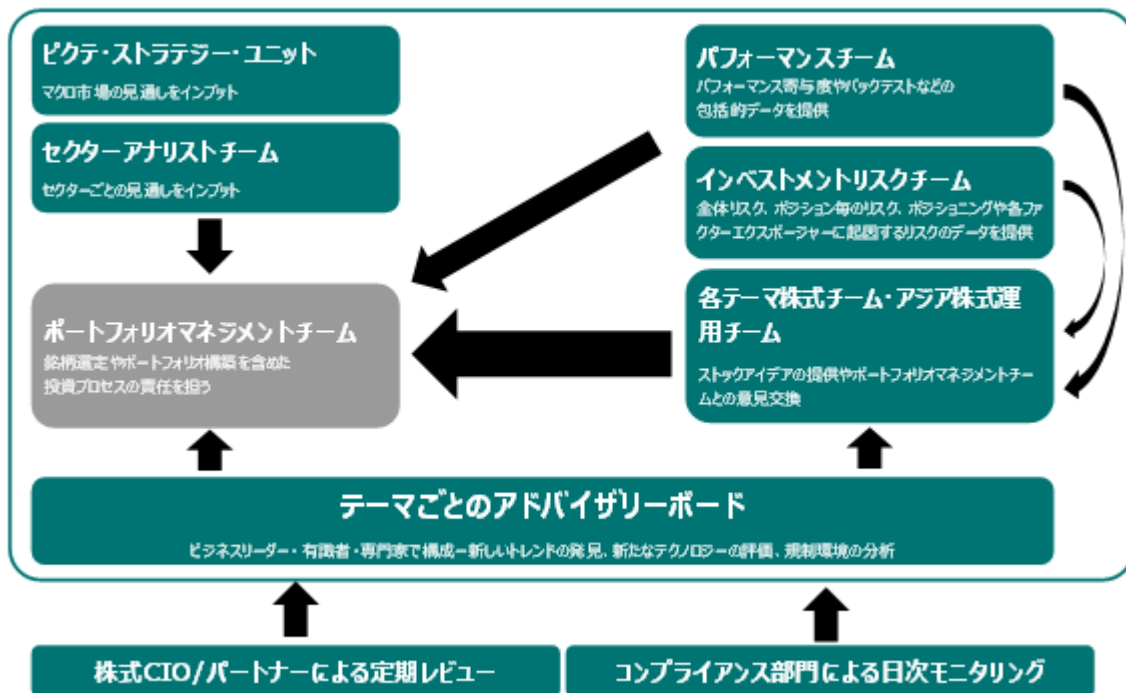 ピクテ・ストラテジー・ユニット
マクロ市場の見通しをインプット
セクターアナリストチーム
セクターごとの見通しをインプット
ポートフォリオマネジメントチーム
銘柄選定やポートフォリオ構築を含めた
投資プロセスの責任を担う
パフォーマンスチーム
パフォーマンス寄与度やバックテストなどの
包括的データを提供
インベストメントリスクチーム
全体リスク、ポジション毎のリスク、ポジショニングや各ファ
クターエクスポージャーに起因するリスクのデータを提供
各テーマ株式チーム・アジア株式運
用チーム
ストックアイデアの提供やポートフォリオマネジメントチー
ムとの意見交換
テーマごとのアドバイザリーボード
ビジネスリーダー・有識者・専門家で構成－新しいトレンドの発見、新たなテクノロジーの評価、規制環境の分析
株式CIO/パートナーによる定期レビュー
コンプライアンス部門による日次モニタリング